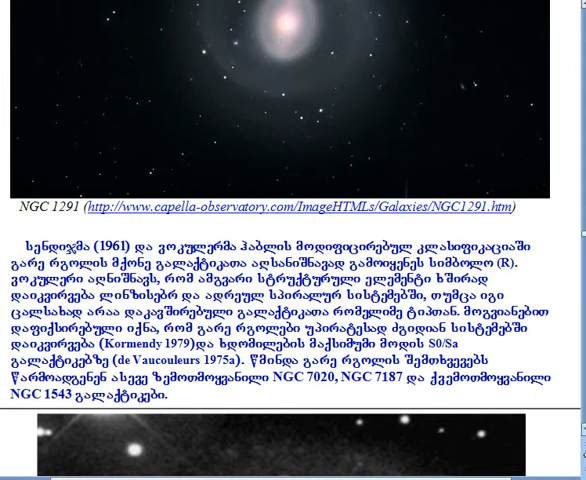 NGC 1291 (http://www.capella-observatory.com/ImageHTMLs/Galaxies/NGC1291.htm)
სენდიჯმა (1961) და ვოკულერმა ჰაბლის მოდიფიცირებულ კლასიფიკაციაში
გარე რგოლის მქონე გალაქტიკათა აღსანიშნავად გამოიყენეს სიმბოლო (R).
ვოკულერი აღნიშნავს, რომ ამგვარი სტრუქტურული ელემენტი ხშირად
დაიკვირვება ლინზისებრ და ადრეულ სპირალურ სისტემებში, თუმცა იგი
ცალსახად არაა დაკავშირებული გალაქტიკათა რომელიმე ტიპთან. მოგვიანებით
დაფიქსირებული იქნა, რომ გარე რგოლები უპირატესად ძგიდიან სისტემებში
დაიკვირვება (Kormendy 1979)და ხდომილების მაქსიმუმი მოდის S0/Sa
გალაქტიკებზე (de Vaucouleurs 1975a). წმინდა გარე რგოლის შემთხვევებს
წარმოადგენენ ასევე ზემოთმოყვანილი NGC 7020, NGC 7187 და ქვემოთმოყვანილი
NGC 1543 გალაქტიკები.